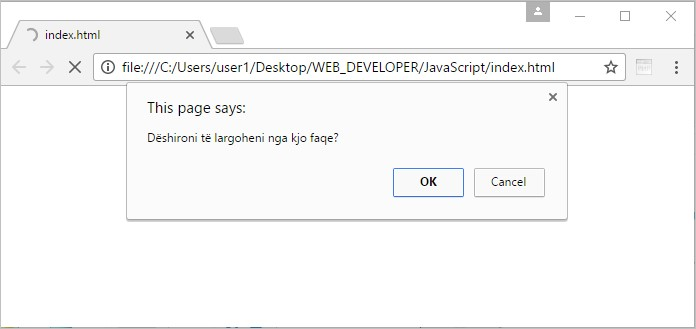 index.html
file:///C:/Users/user1/Desktop/WEB_DEVELOPER/JavaScript/index.html
This page says:
Dëshironi të largoheni nga kjo faqe?
OK Cancel